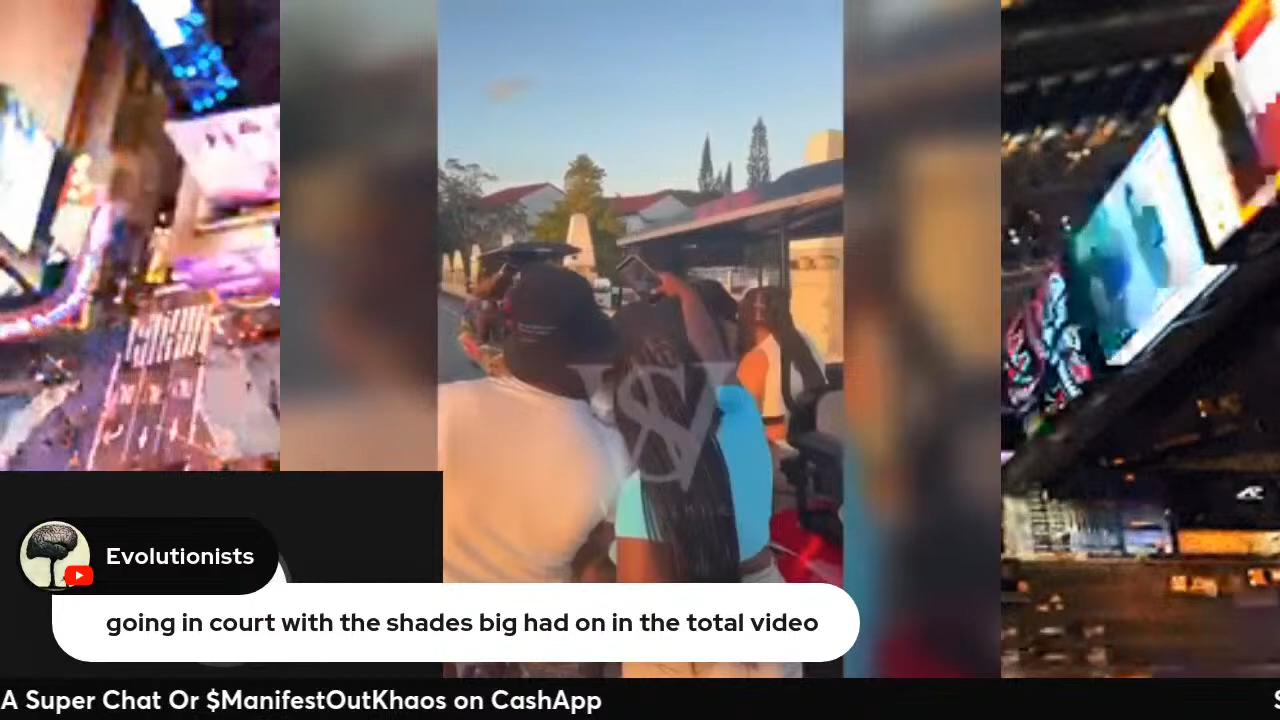 Evolutionists
going in court with the shades big had on in the total video
A Super Chat Or $ManifestOutKhaos on CashApp